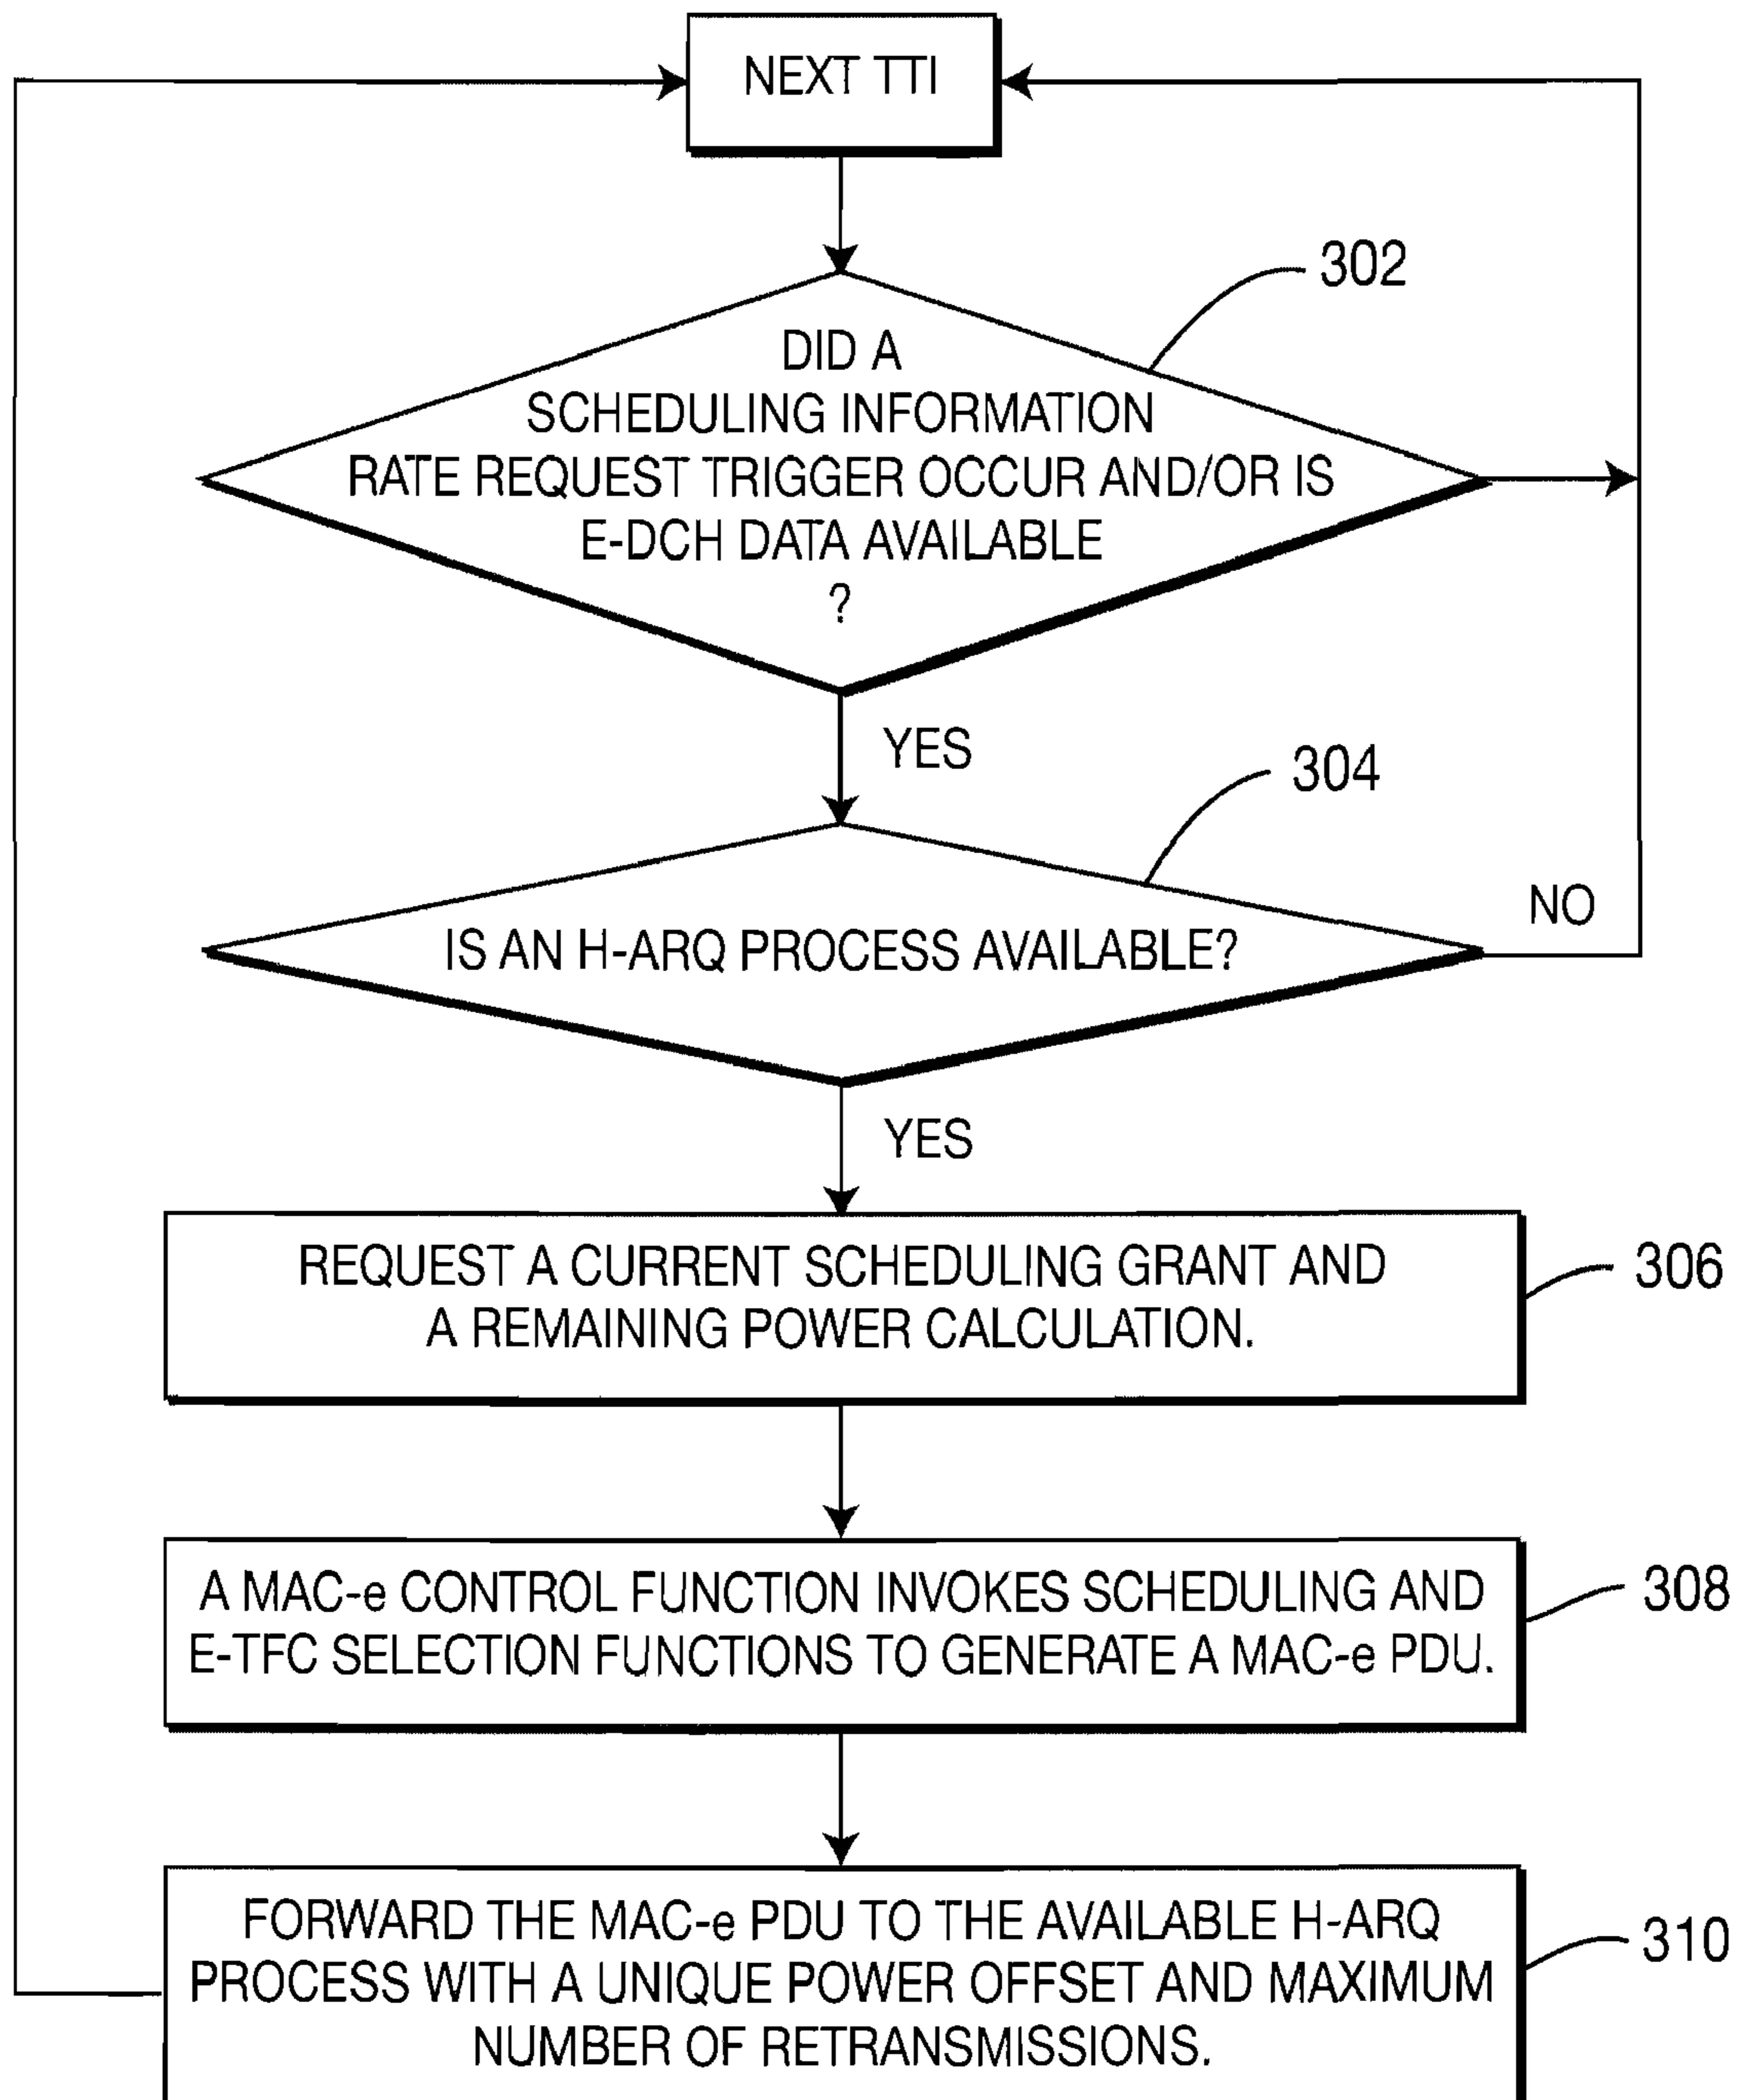 NEXT TTI
302
DID A
SCHEDULING INFORMATION
RATE REQUEST TRIGGER OCCUR AND/OR IS
E-DCH DATA AVAILABLE
?
YES
304
IS AN H-ARQ PROCESS AVAILABLE?
NO
YES
REQUEST A CURRENT SCHEDULING GRANT AND
A REMAINING POWER CALCULATION.
306
A MAC-e CONTROL FUNCTION INVOKES SCHEDULING AND
E-TFC SELECTION FUNCTIONS TO GENERATE A MAC-e PDU.
308
FORWARD THE MAC-e PDU TO THE AVAILABLE H-ARQ
PROCESS WITH A UNIQUE POWER OFFSET AND MAXIMUM
NUMBER OF RETRANSMISSIONS.
310